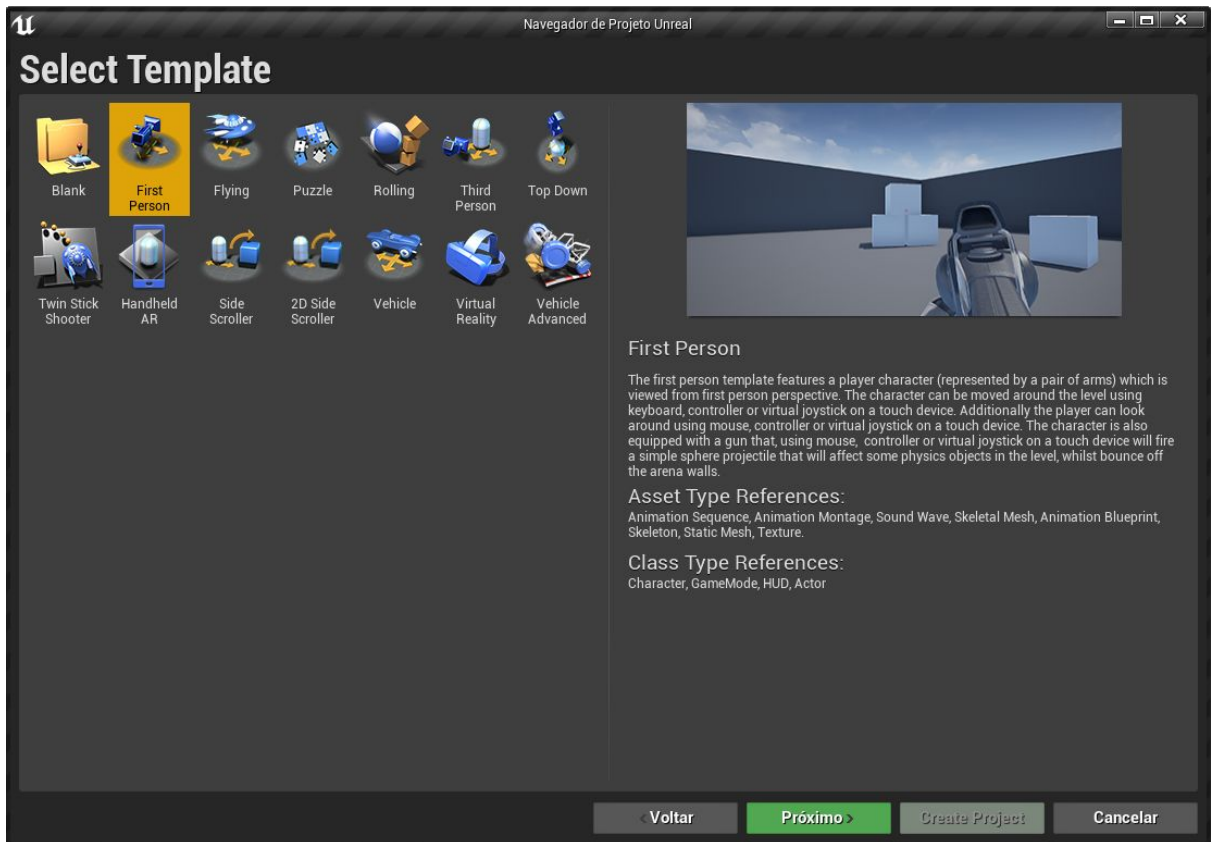 Navegador de Projeto Unreal
Select Template
Blank
First
Person
Flying
Puzzle
Rolling
Third
Person
Top Down
Twin Stick
Shooter
Handheld
AR
Side
Scroller
2D Side
Scroller
Vehicle
Virtual
Reality
Vehicle
Advanced
First Person
The first person template features a player character (represented by a pair of arms) which is
viewed from first person perspective. The character can be moved around the level using
keyboard, controller or virtual joystick on a touch device. Additionally the player can look
around using mouse, controller or virtual joystick on a touch device. The character is also
equipped with a gun that, using mouse, controller or virtual joystick on a touch device will fire
a simple sphere projectile that will affect some physics objects in the level, whilst bounce off
the arena walls.
Asset Type References:
Animation Sequence, Animation Montage, Sound Wave, Skeletal Mesh, Animation Blueprint,
Skeleton, Static Mesh, Texture.
Class Type References:
Character, GameMode, HUD, Actor
< Voltar
Próximo >
Create Project
Cancelar